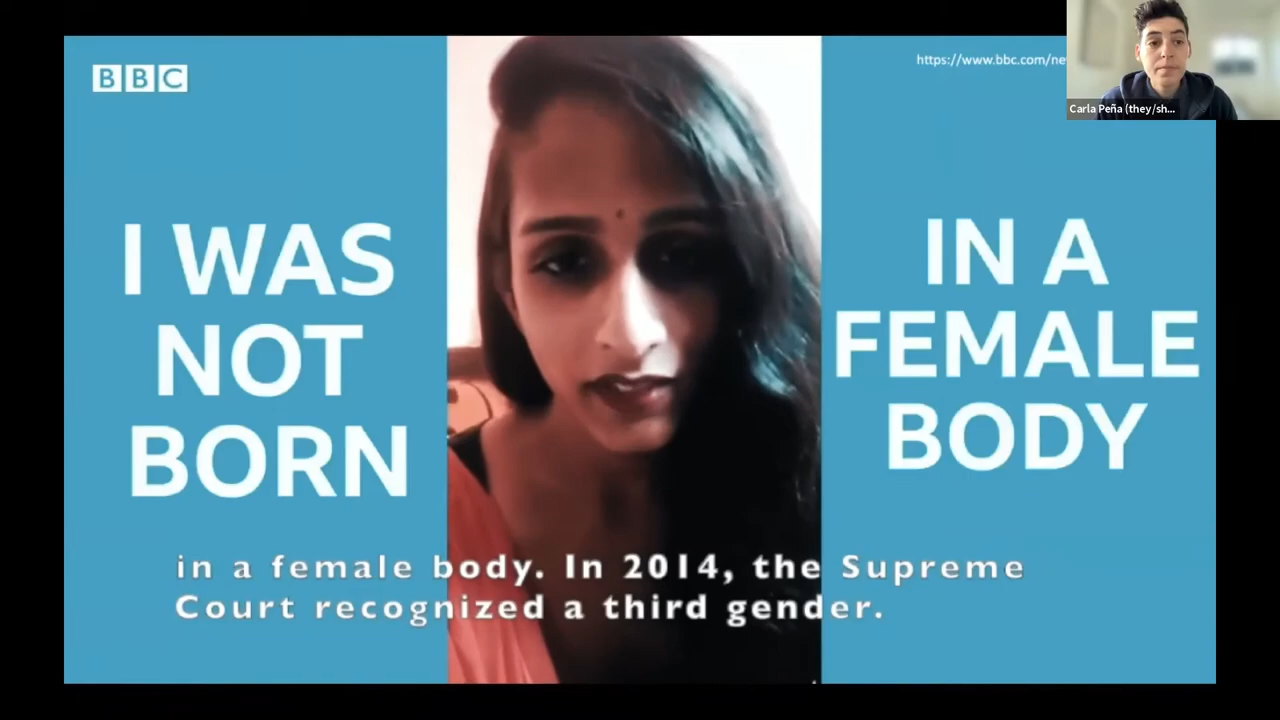 BBC
https://www.bbc.com/ne
Carla Peña (they/sh...
I WAS
NOT
BORN
IN A
FEMALE
BODY
in a female body. In 2014, the Supreme
Court recognized a third gender.